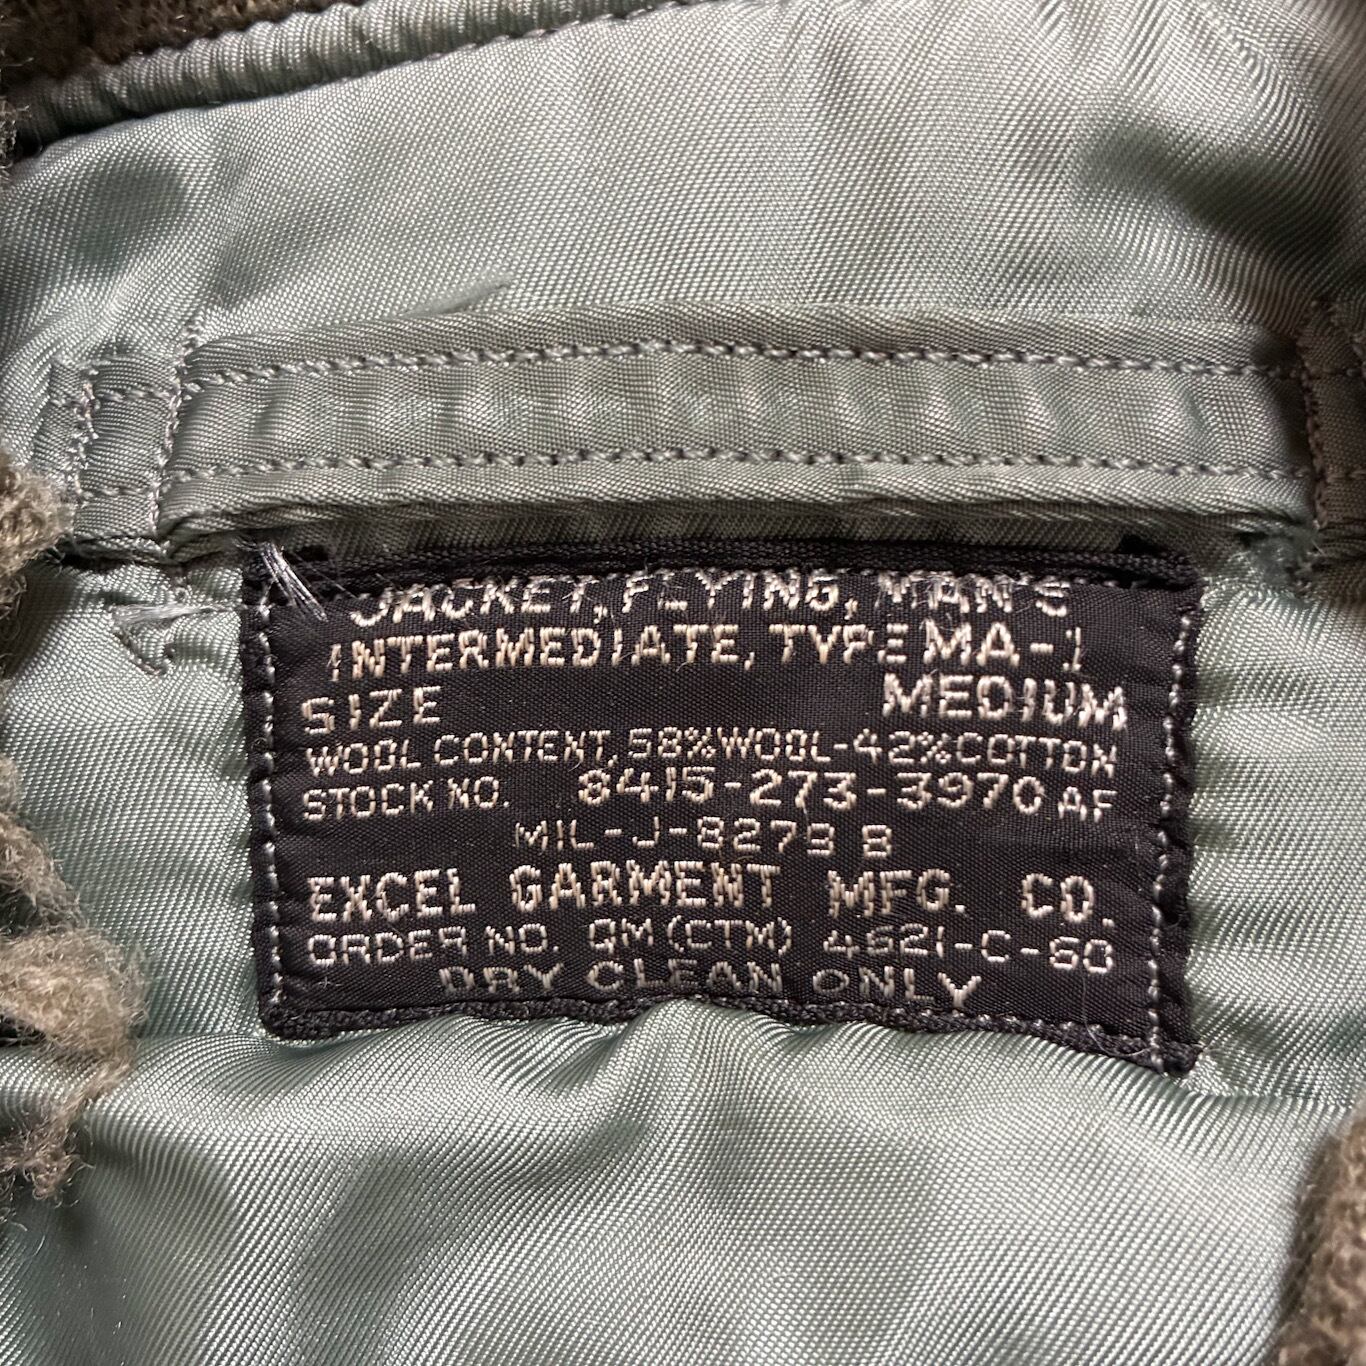 JACKET, FLYING, MAN'S
INTERMEDIATE, TYPE MA-1
SIZE MEDIUM
WOOL CONTENT, 58% WOOL-42% COTTON
STOCK NO. 8415-273-3970 AF
MIL-J-8279 B
EXCEL GARMENT MFG. CO.
ORDER NO. QM (CTM) 4621-C-60
DRY CLEAN ONLY